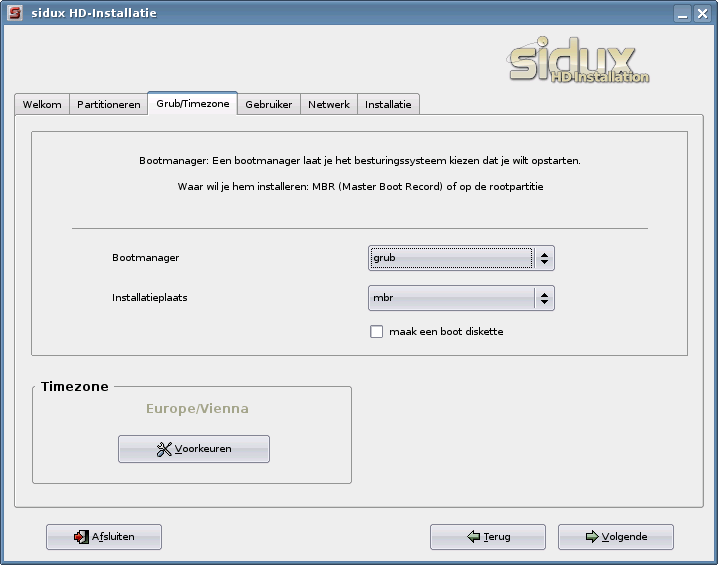 sidux HD-Installatie
sidux
HD-Installation
Welkom
Partitioneren
Grub/Timezone
Gebruiker
Netwerk
Installatie
Bootmanager: Een bootmanager laat je het besturingssysteem kiezen dat je wilt opstarten.
Waar wil je hem installeren: MBR (Master Boot Record) of op de rootpartitie
Bootmanager
grub
Installatieplaats
mbr
maak een boot diskette
Timezone
Europe/Vienna
Voorkeuren
Afsluiten
Terug
Volgende